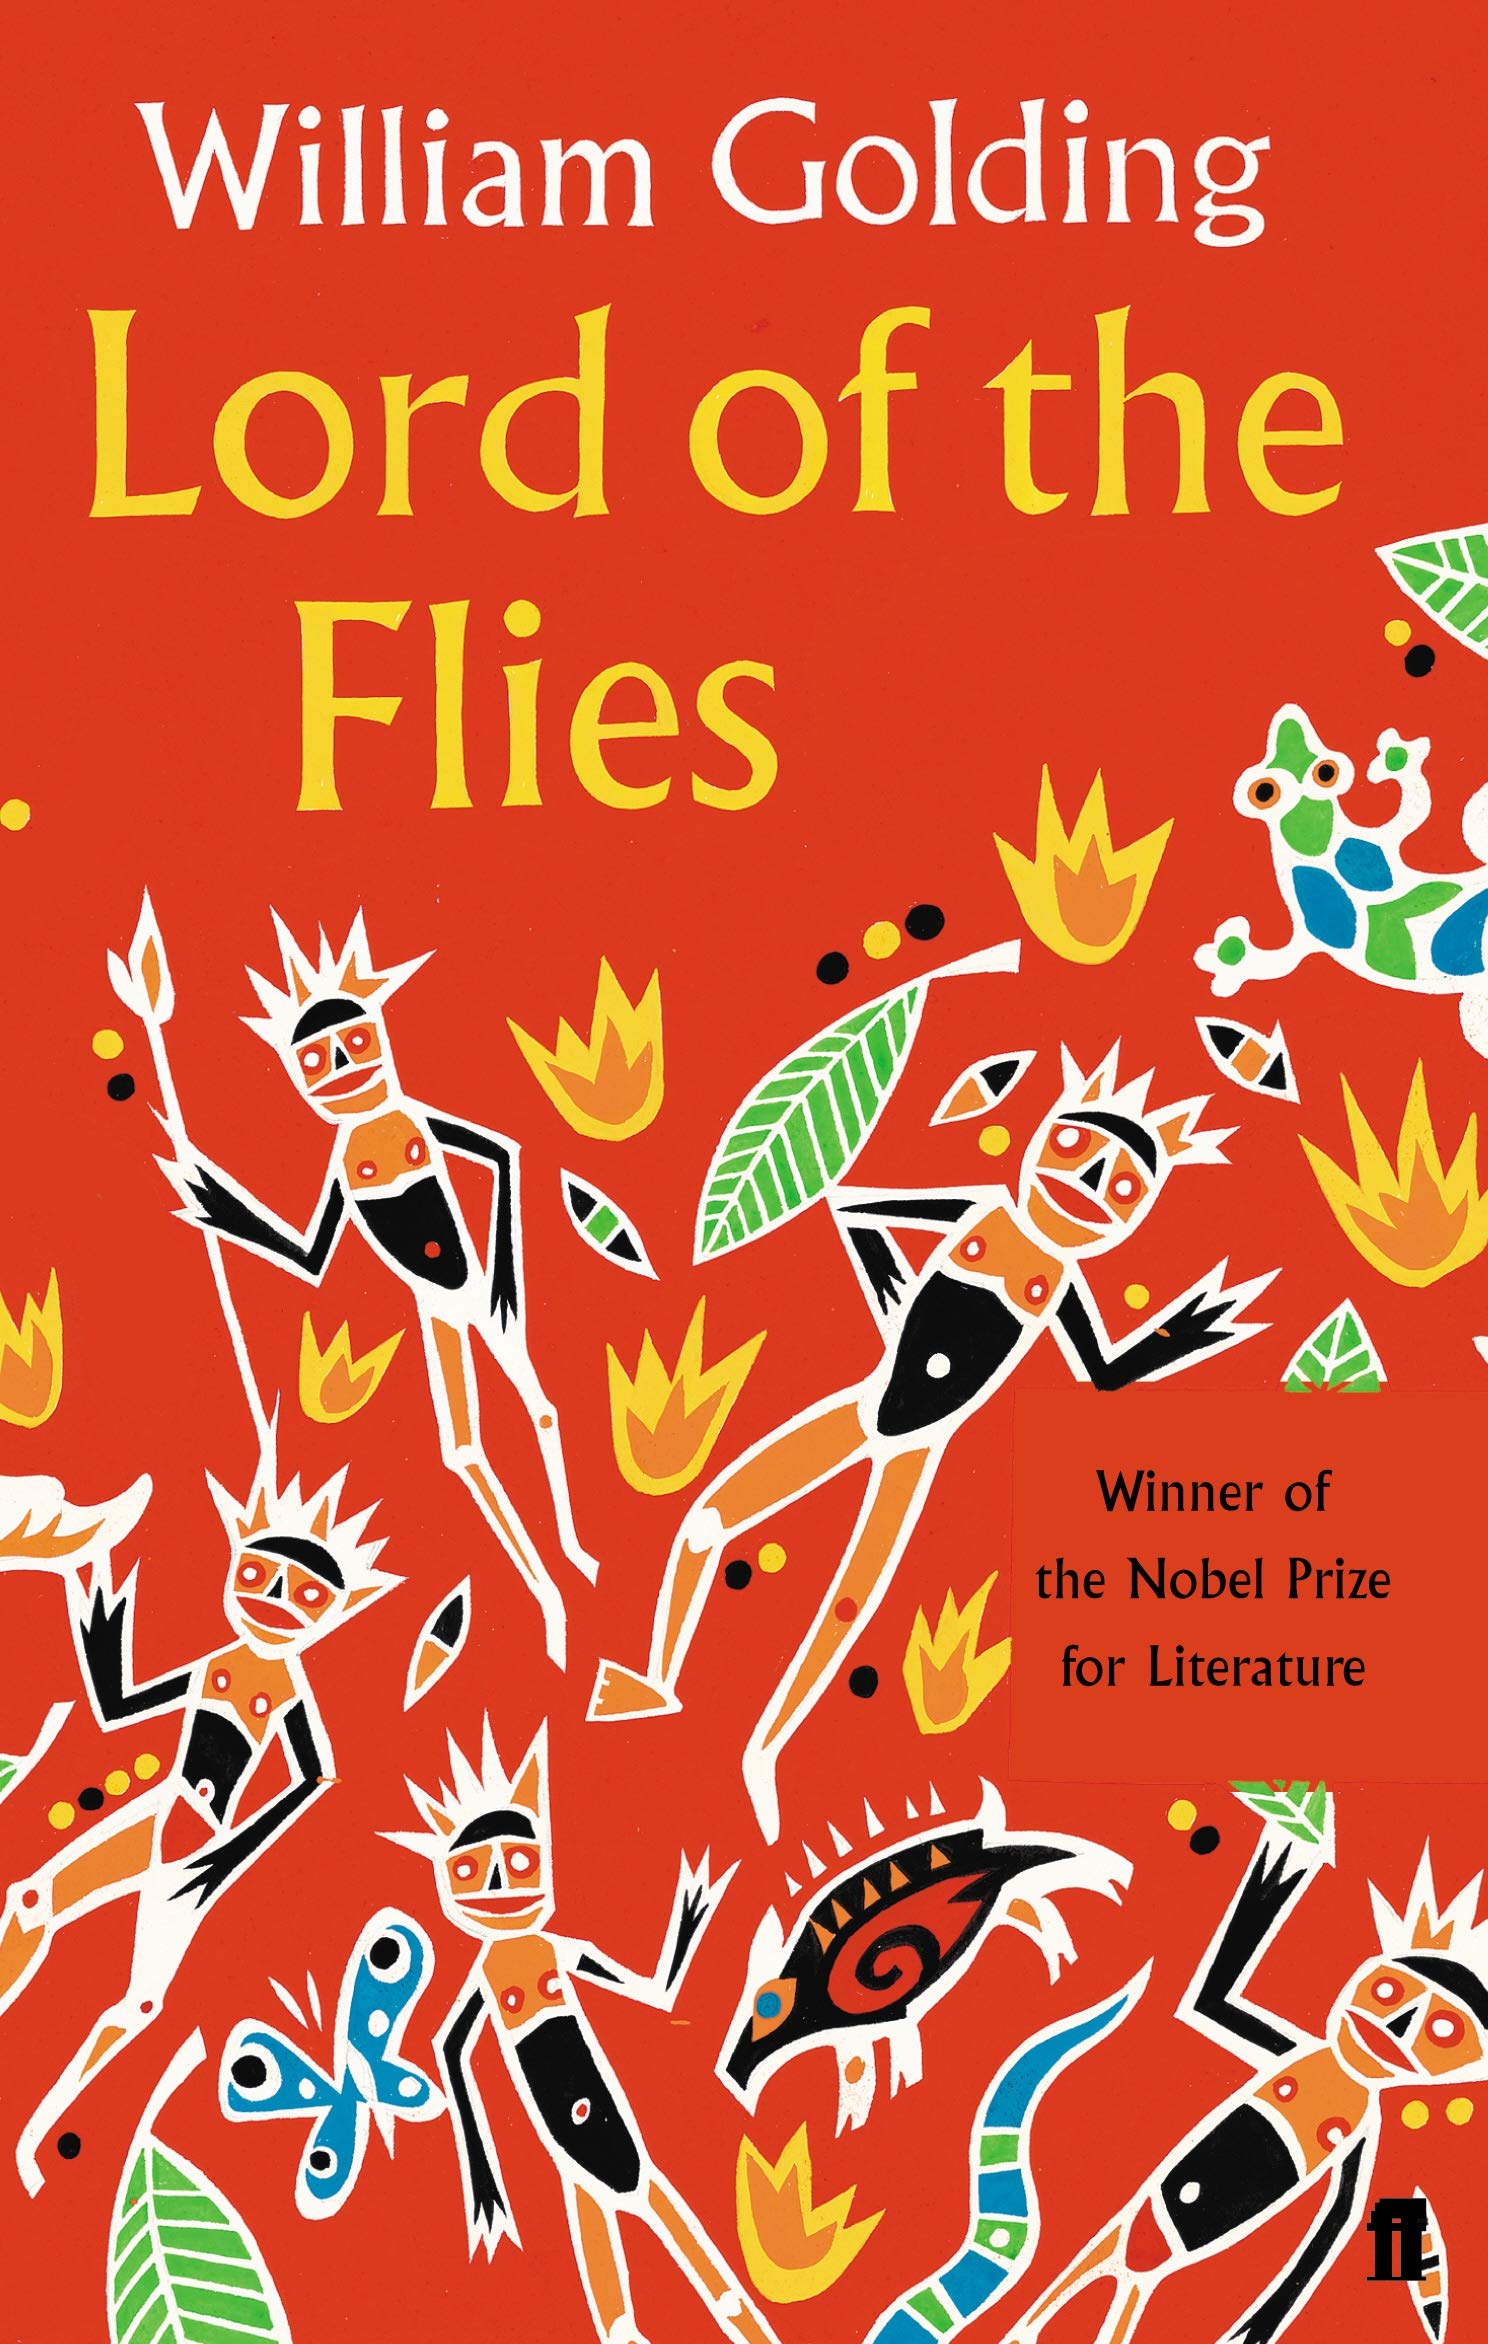 William Golding
Lord of the
Flies
Winner of
the Nobel Prize
for Literature
ff